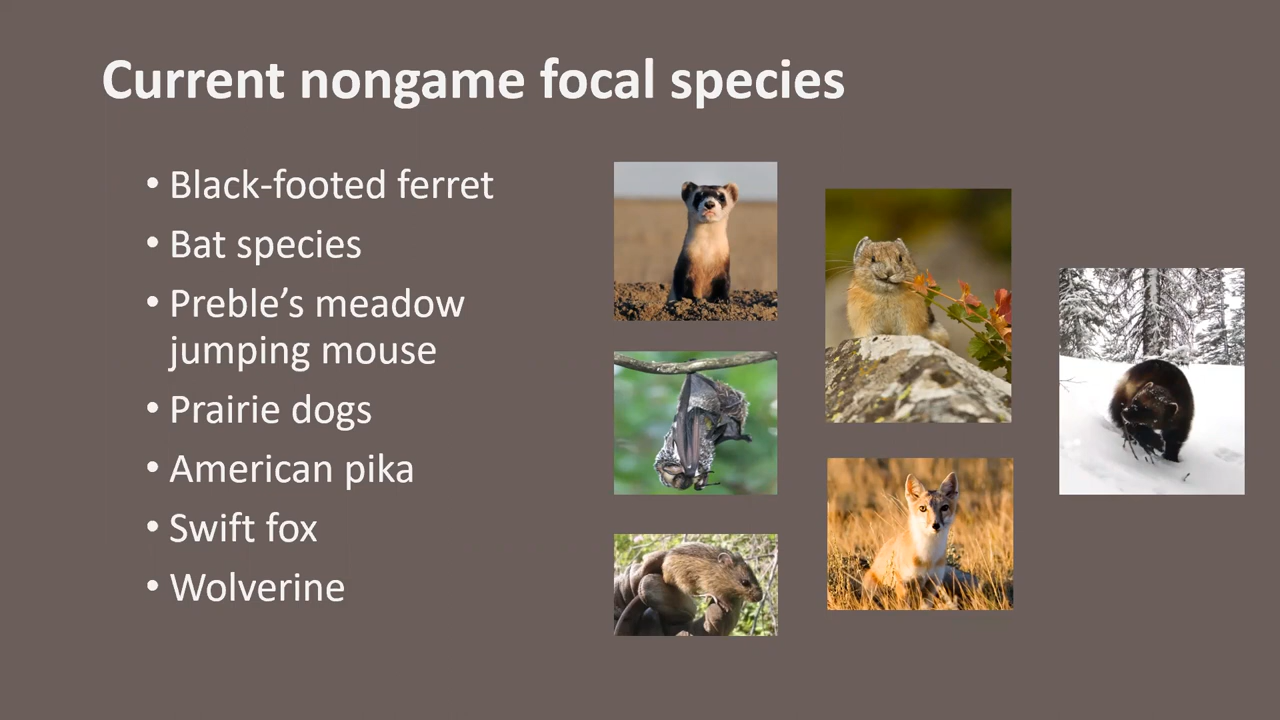 Current nongame focal species
• Black-footed ferret
• Bat species
• Preble’s meadow
jumping mouse
• Prairie dogs
• American pika
• Swift fox
• Wolverine